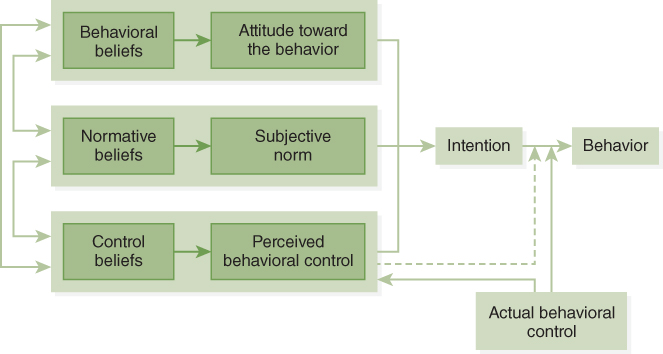 Behavioral
beliefs
Attitude toward
the behavior
Normative
beliefs
Subjective
norm
Intention
Behavior
Control
beliefs
Perceived
behavioral control
Actual behavioral
control